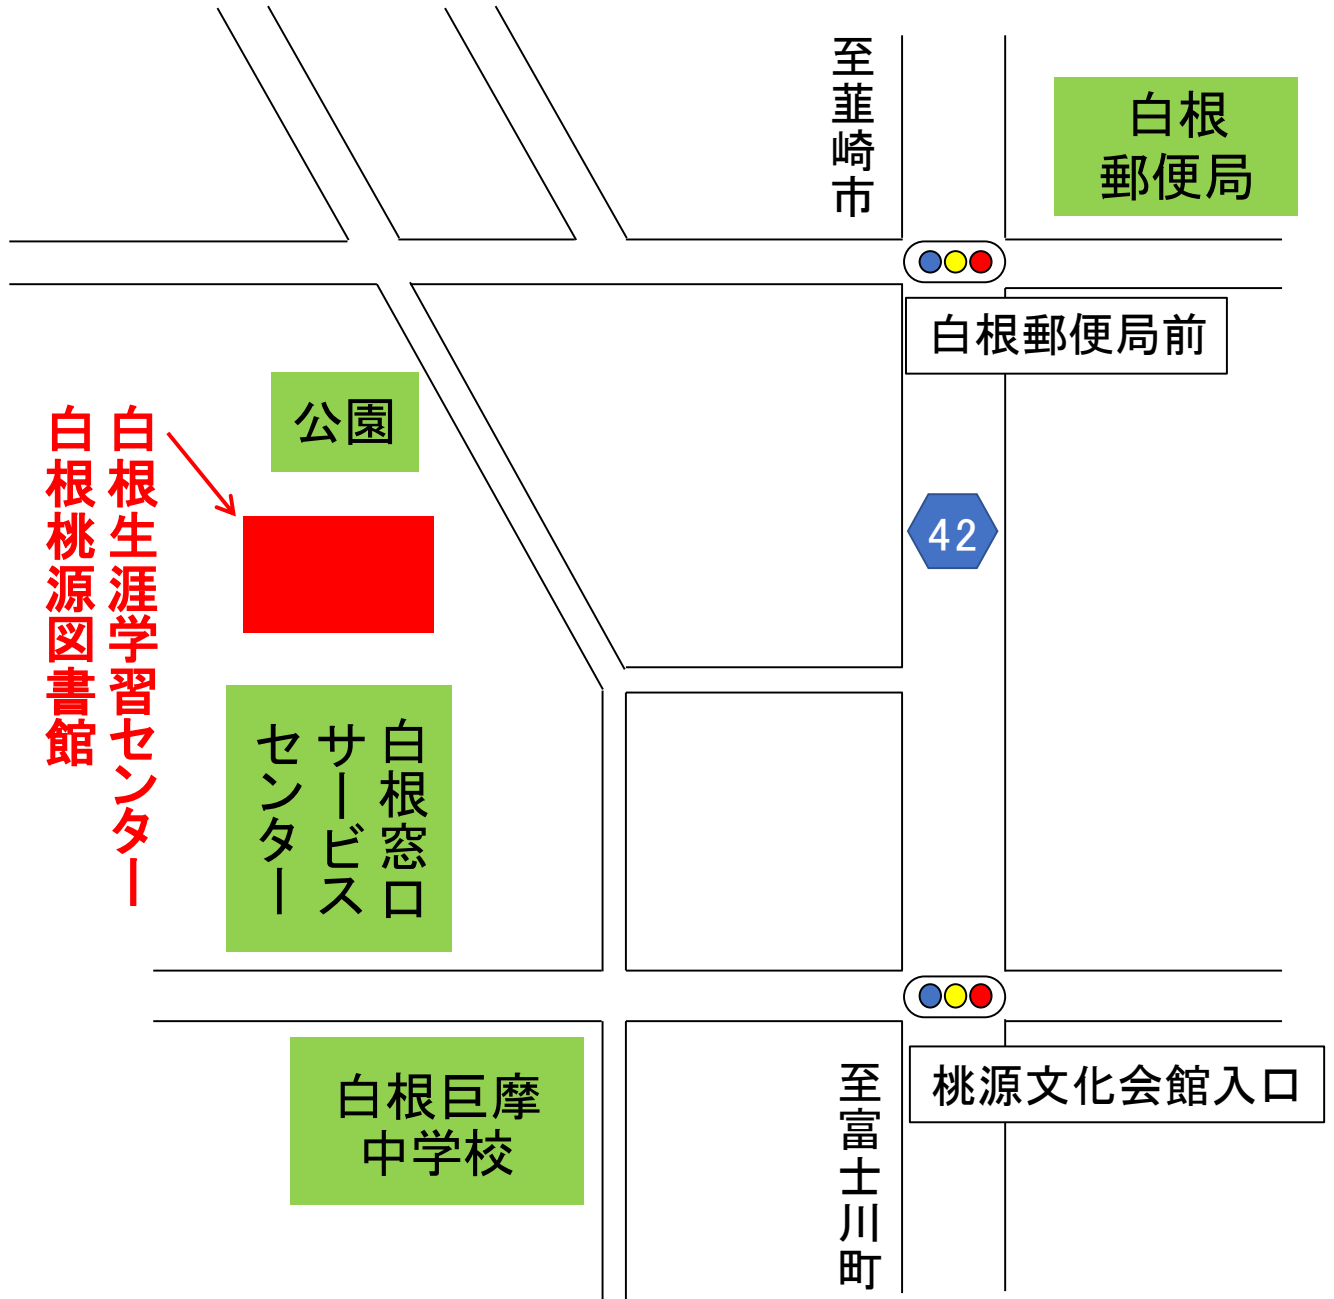 至韮崎市
白根
郵便局
白根郵便局前
公園
白根生涯学習センター
白根桃源図書館
42
白根窓口
サービス
センター
白根巨摩
中学校
桃源文化会館入口
至富士川町